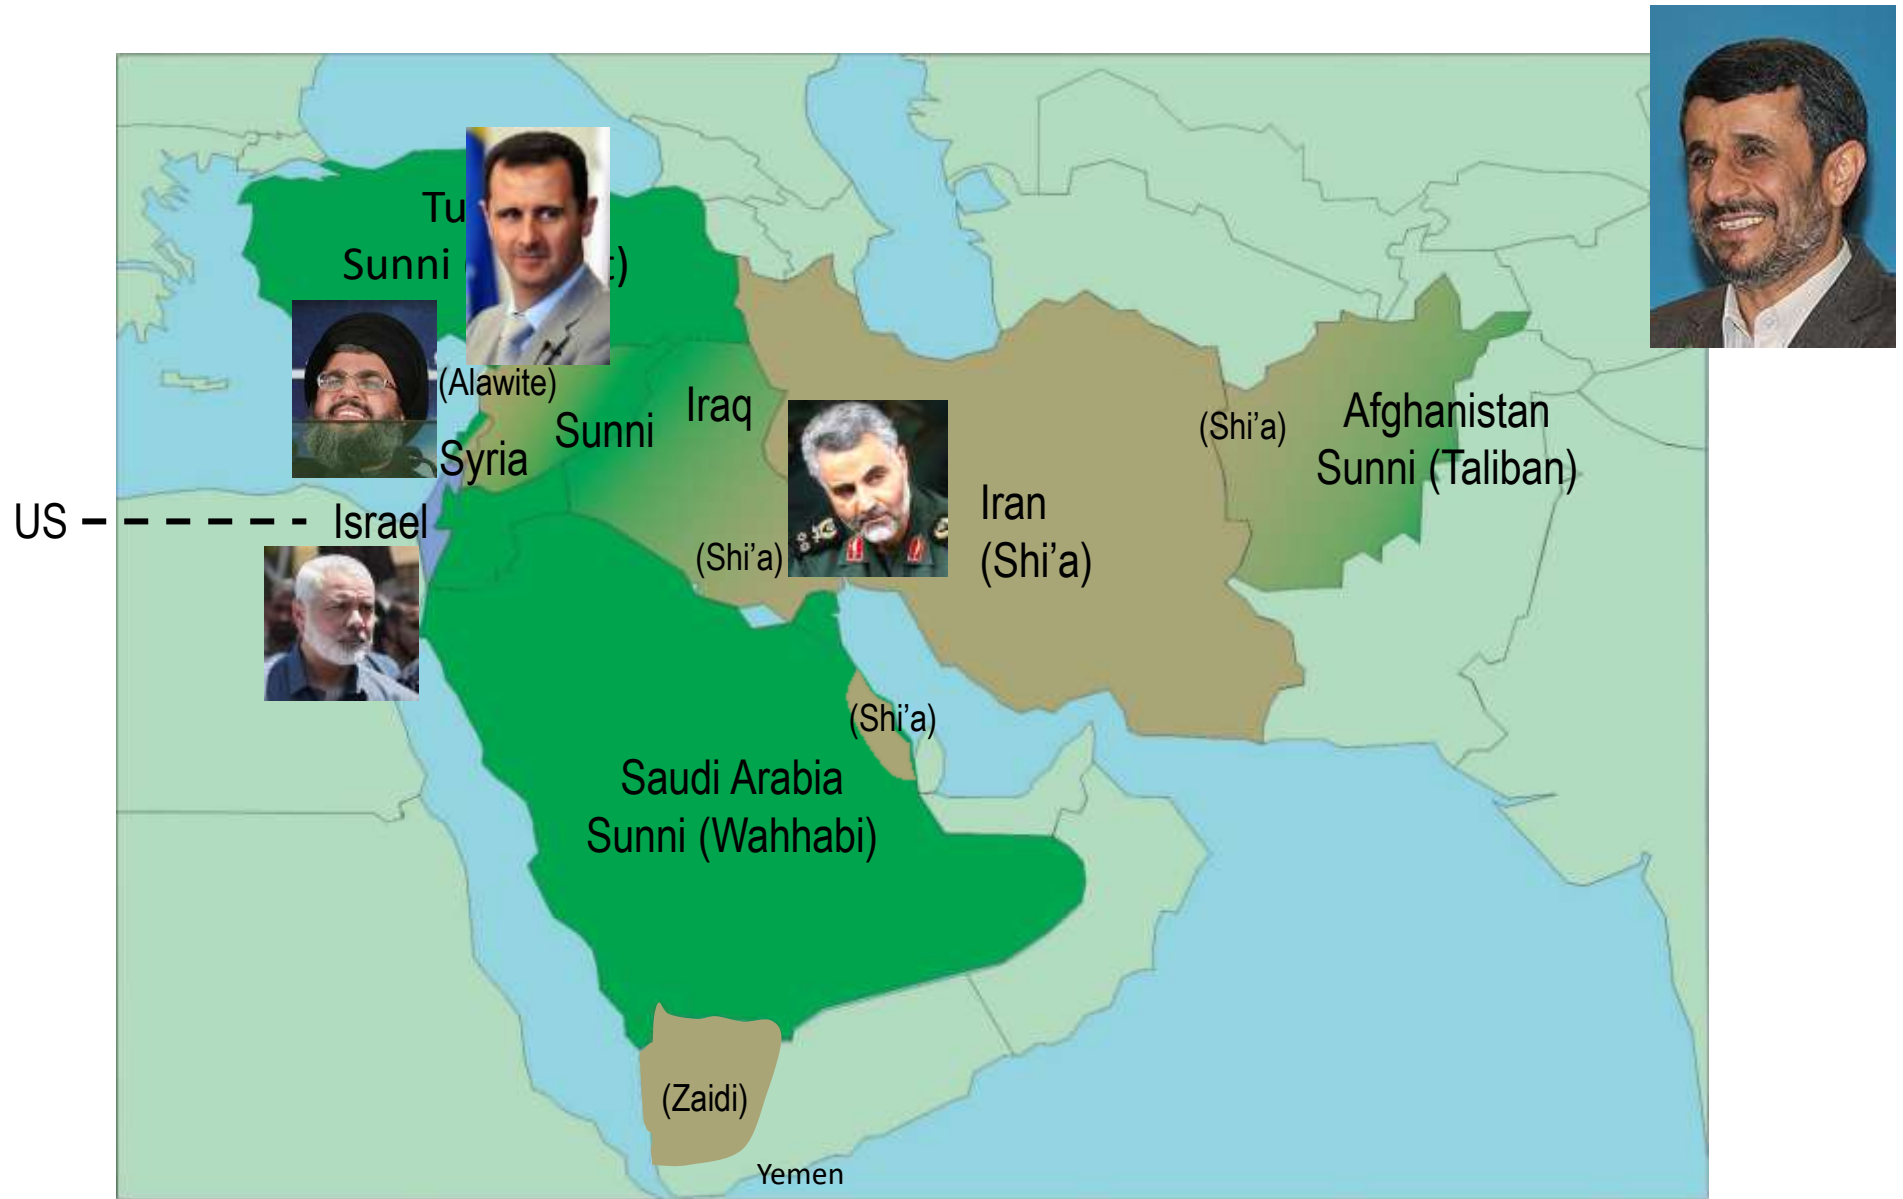 Tu
Sunni ( t)
(Alawite)
Sunni
Iraq
Syria
(Shi’a)
Afghanistan
Sunni (Taliban)
US
Israel
Iran
(Shi’a)
(Shi’a)
(Shi’a)
Saudi Arabia
Sunni (Wahhabi)
(Zaidi)
Yemen